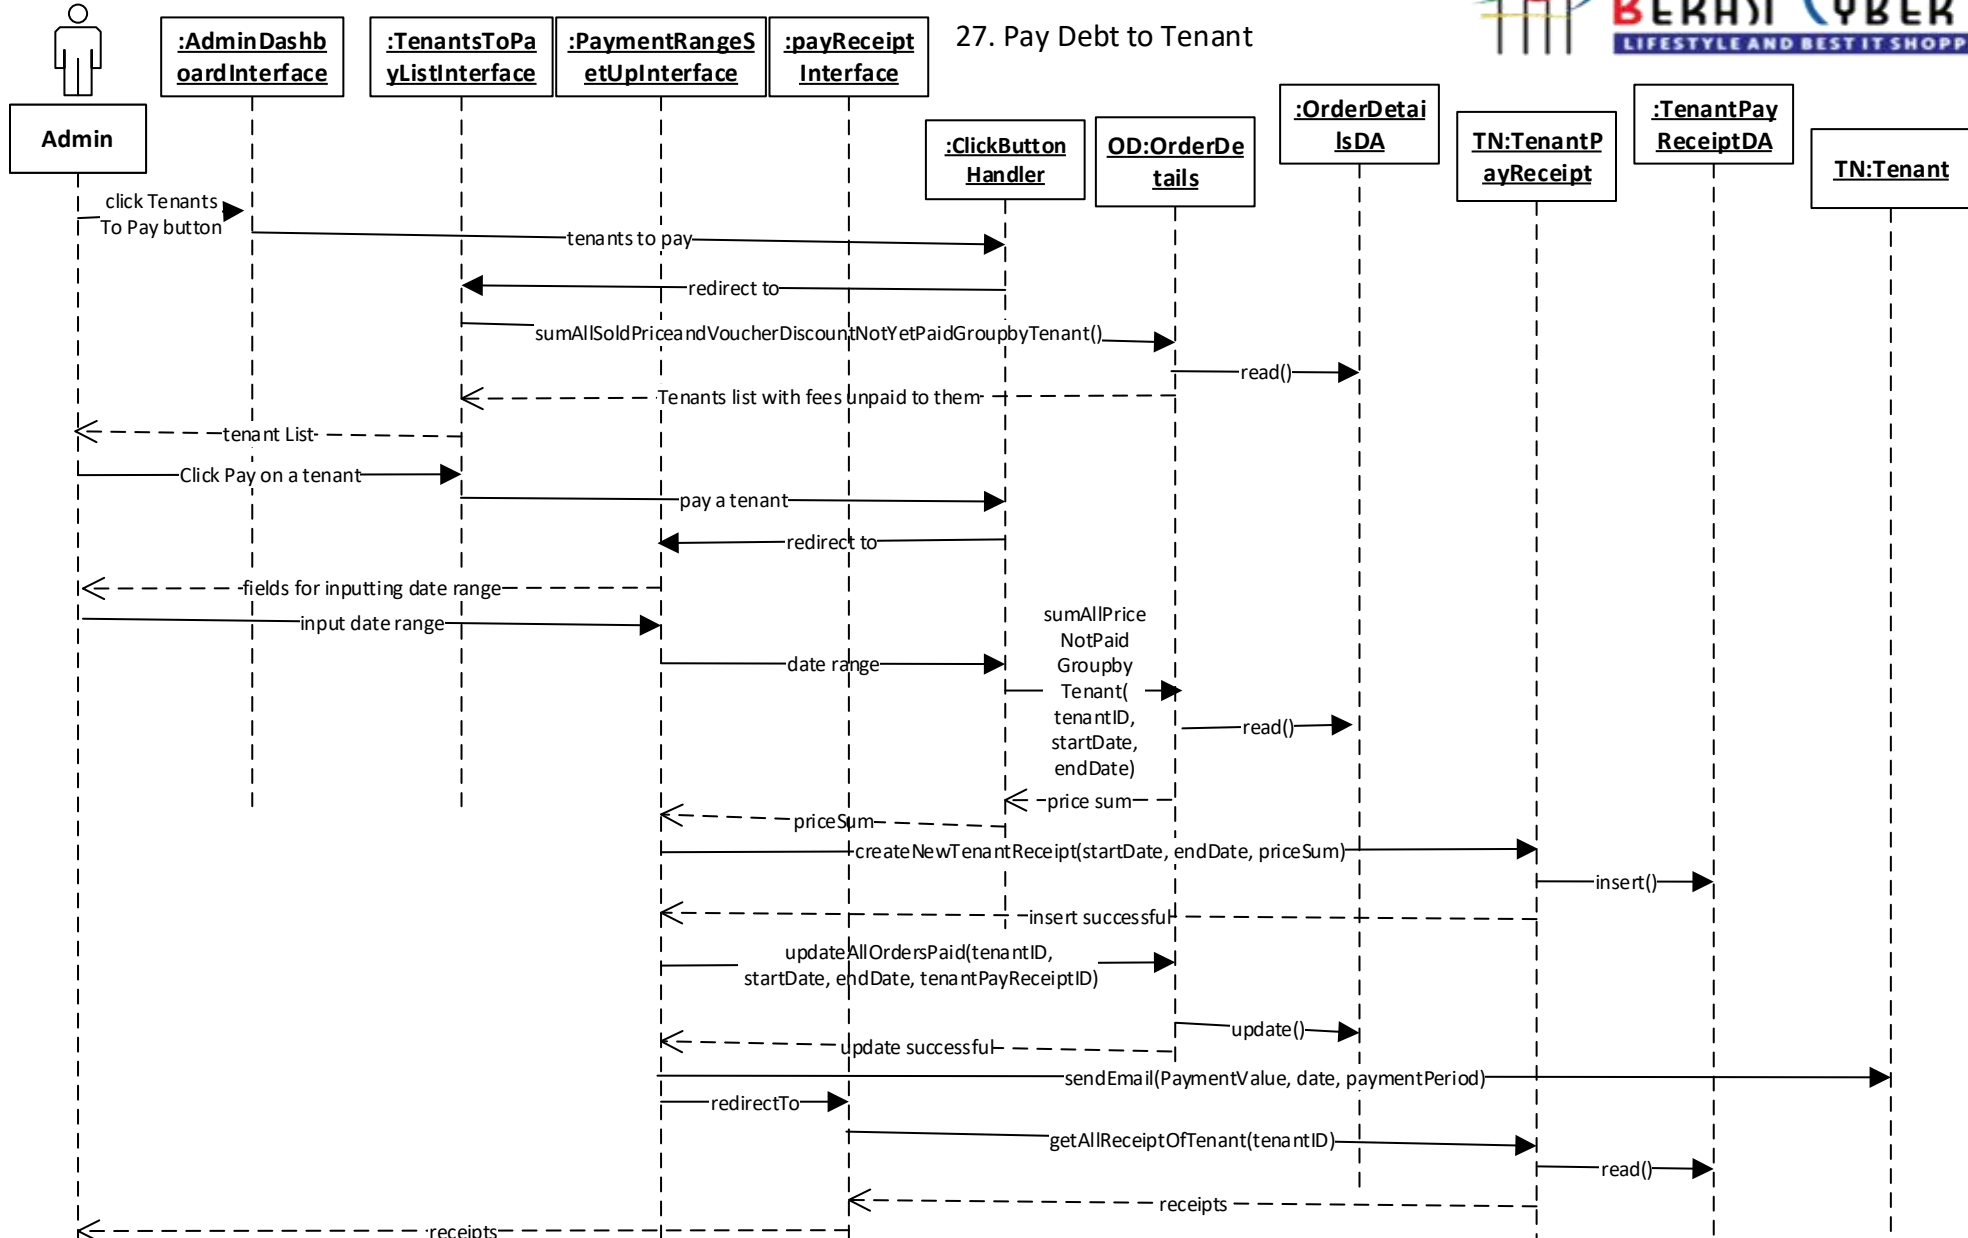 :AdminDashb
oardInterface
:TenantsToPa
yListInterface
:PaymentRangeS
etUpInterface
:payReceipt
Interface
27. Pay Debt to Tenant
LIFESTYLE AND BEST IT SHOPP
Admin
:ClickButton
Handler
OD:OrderDe
tails
:OrderDetai
lsDA
TN:TenantP
ayReceipt
:TenantPay
ReceiptDA
TN:Tenant
click Tenants
To Pay button
tenants to pay
redirect to
sumAllSoldPriceandVoucherDiscountNotYetPaidGroupbyTenant()
read()
Tenants list with fees unpaid to them
tenant List
Click Pay on a tenant
pay a tenant
redirect to
fields for inputting date range
input date range
date range
sumAllPrice
NotPaid
Groupby
Tenant(
tenantID,
startDate,
endDate)
read()
price sum
priceSum
createNewTenantReceipt(startDate, endDate, priceSum)
insert()
insert successful
updateAllOrdersPaid(tenantID,
startDate, endDate, tenantPayReceiptID)
update()
update successful
sendEmail(PaymentValue, date, paymentPeriod)
redirectTo
getAllReceiptOfTenant(tenantID)
read()
receipts
receipts